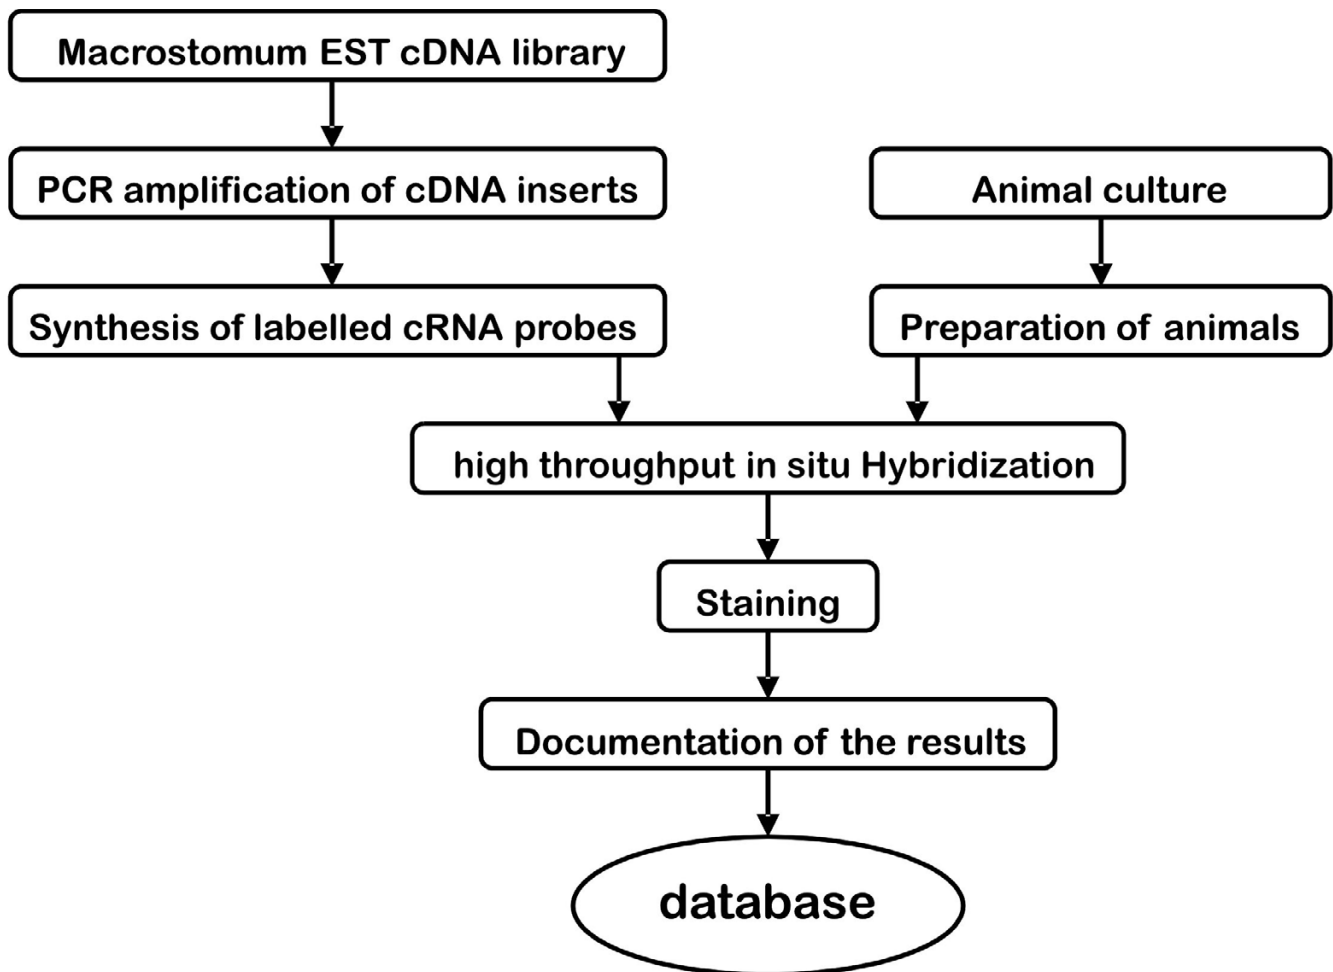 Macrostomum EST cDNA library
PCR amplification of cDNA inserts
Animal culture
Synthesis of labelled cRNA probes
Preparation of animals
high throughput in situ Hybridization
Staining
Documentation of the results
database